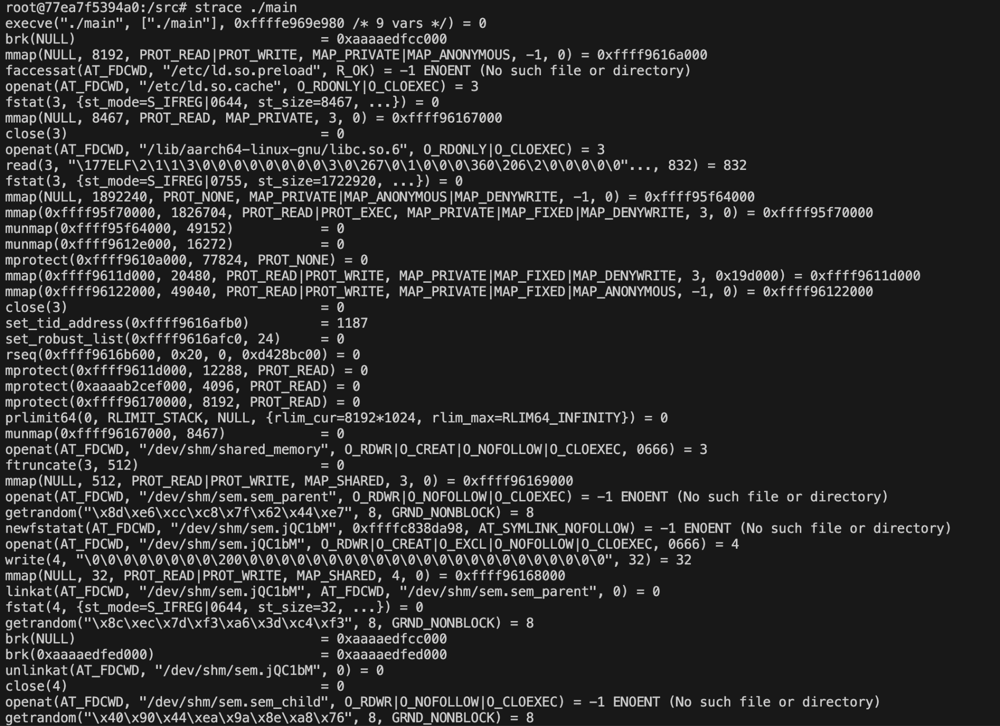 root@77ea7f5394a0:/src# strace ./main
execve("./main", ["./main"], 0xffffe969e980 /* 9 vars */) = 0
brk(NULL)                               = 0xaaaaedfcc000
mmap(NULL, 8192, PROT_READ|PROT_WRITE, MAP_PRIVATE|MAP_ANONYMOUS, -1, 0) = 0xffff9616a000
faccessat(AT_FDCWD, "/etc/ld.so.preload", R_OK) = -1 ENOENT (No such file or directory)
openat(AT_FDCWD, "/etc/ld.so.cache", O_RDONLY|O_CLOEXEC) = 3
fstat(3, {st_mode=S_IFREG|0644, st_size=8467, ...}) = 0
mmap(NULL, 8467, PROT_READ, MAP_PRIVATE, 3, 0) = 0xffff96167000
close(3)                                = 0
openat(AT_FDCWD, "/lib/aarch64-linux-gnu/libc.so.6", O_RDONLY|O_CLOEXEC) = 3
read(3, "\177ELF\2\1\1\3\0\0\0\0\0\0\0\0\3\0\267\0\1\0\0\0\360\206\2\0\0\0\0\0"..., 832) = 832
fstat(3, {st_mode=S_IFREG|0755, st_size=1722920, ...}) = 0
mmap(NULL, 1892240, PROT_NONE, MAP_PRIVATE|MAP_ANONYMOUS|MAP_DENYWRITE, -1, 0) = 0xffff95f64000
mmap(0xffff95f70000, 1826704, PROT_READ|PROT_EXEC, MAP_PRIVATE|MAP_FIXED|MAP_DENYWRITE, 3, 0) = 0xffff95f70000
munmap(0xffff95f64000, 49152)           = 0
munmap(0xffff9612e000, 16272)           = 0
mprotect(0xffff9610a000, 77824, PROT_NONE) = 0
mmap(0xffff9611d000, 20480, PROT_READ|PROT_WRITE, MAP_PRIVATE|MAP_FIXED|MAP_DENYWRITE, 3, 0x19d000) = 0xffff9611d000
mmap(0xffff96122000, 49040, PROT_READ|PROT_WRITE, MAP_PRIVATE|MAP_FIXED|MAP_ANONYMOUS, -1, 0) = 0xffff96122000
close(3)                                = 0
set_tid_address(0xffff9616afb0)         = 1187
set_robust_list(0xffff9616afc0, 24)     = 0
rseq(0xffff9616b600, 0x20, 0, 0xd428bc00) = 0
mprotect(0xffff9611d000, 12288, PROT_READ) = 0
mprotect(0xaaaab2cef000, 4096, PROT_READ) = 0
mprotect(0xffff96170000, 8192, PROT_READ) = 0
prlimit64(0, RLIMIT_STACK, NULL, {rlim_cur=8192*1024, rlim_max=RLIM64_INFINITY}) = 0
munmap(0xffff96167000, 8467)            = 0
openat(AT_FDCWD, "/dev/shm/shared_memory", O_RDWR|O_CREAT|O_NOFOLLOW|O_CLOEXEC, 0666) = 3
ftruncate(3, 512)                       = 0
mmap(NULL, 512, PROT_READ|PROT_WRITE, MAP_SHARED, 3, 0) = 0xffff96169000
openat(AT_FDCWD, "/dev/shm/sem.sem_parent", O_RDWR|O_NOFOLLOW|O_CLOEXEC) = -1 ENOENT (No such file or directory)
getrandom("\x8d\xe6\xcc\xc8\x7f\x62\x44\xe7", 8, GRND_NONBLOCK) = 8
newfstatat(AT_FDCWD, "/dev/shm/sem.jQC1bM", 0xffffc838da98, AT_SYMLINK_NOFOLLOW) = -1 ENOENT (No such file or directory)
openat(AT_FDCWD, "/dev/shm/sem.jQC1bM", O_RDWR|O_CREAT|O_EXCL|O_NOFOLLOW|O_CLOEXEC, 0666) = 4
write(4, "\0\0\0\0\0\0\0\0\200\0\0\0\0\0\0\0\0\0\0\0\0\0\0\0\0\0\0\0\0\0\0\0", 32) = 32
mmap(NULL, 32, PROT_READ|PROT_WRITE, MAP_SHARED, 4, 0) = 0xffff96168000
linkat(AT_FDCWD, "/dev/shm/sem.jQC1bM", AT_FDCWD, "/dev/shm/sem.sem_parent", 0) = 0
fstat(4, {st_mode=S_IFREG|0644, st_size=32, ...}) = 0
getrandom("\x8c\xec\x7d\xf3\xa6\x3d\xc4\xf3", 8, GRND_NONBLOCK) = 8
brk(NULL)                               = 0xaaaaedfcc000
brk(0xaaaaedfed000)                     = 0xaaaaedfed000
unlinkat(AT_FDCWD, "/dev/shm/sem.jQC1bM", 0) = 0
close(4)                                = 0
openat(AT_FDCWD, "/dev/shm/sem.sem_child", O_RDWR|O_NOFOLLOW|O_CLOEXEC) = -1 ENOENT (No such file or directory)
getrandom("\x40\x90\x44\xea\x9a\x8e\xa8\x76", 8, GRND_NONBLOCK) = 8